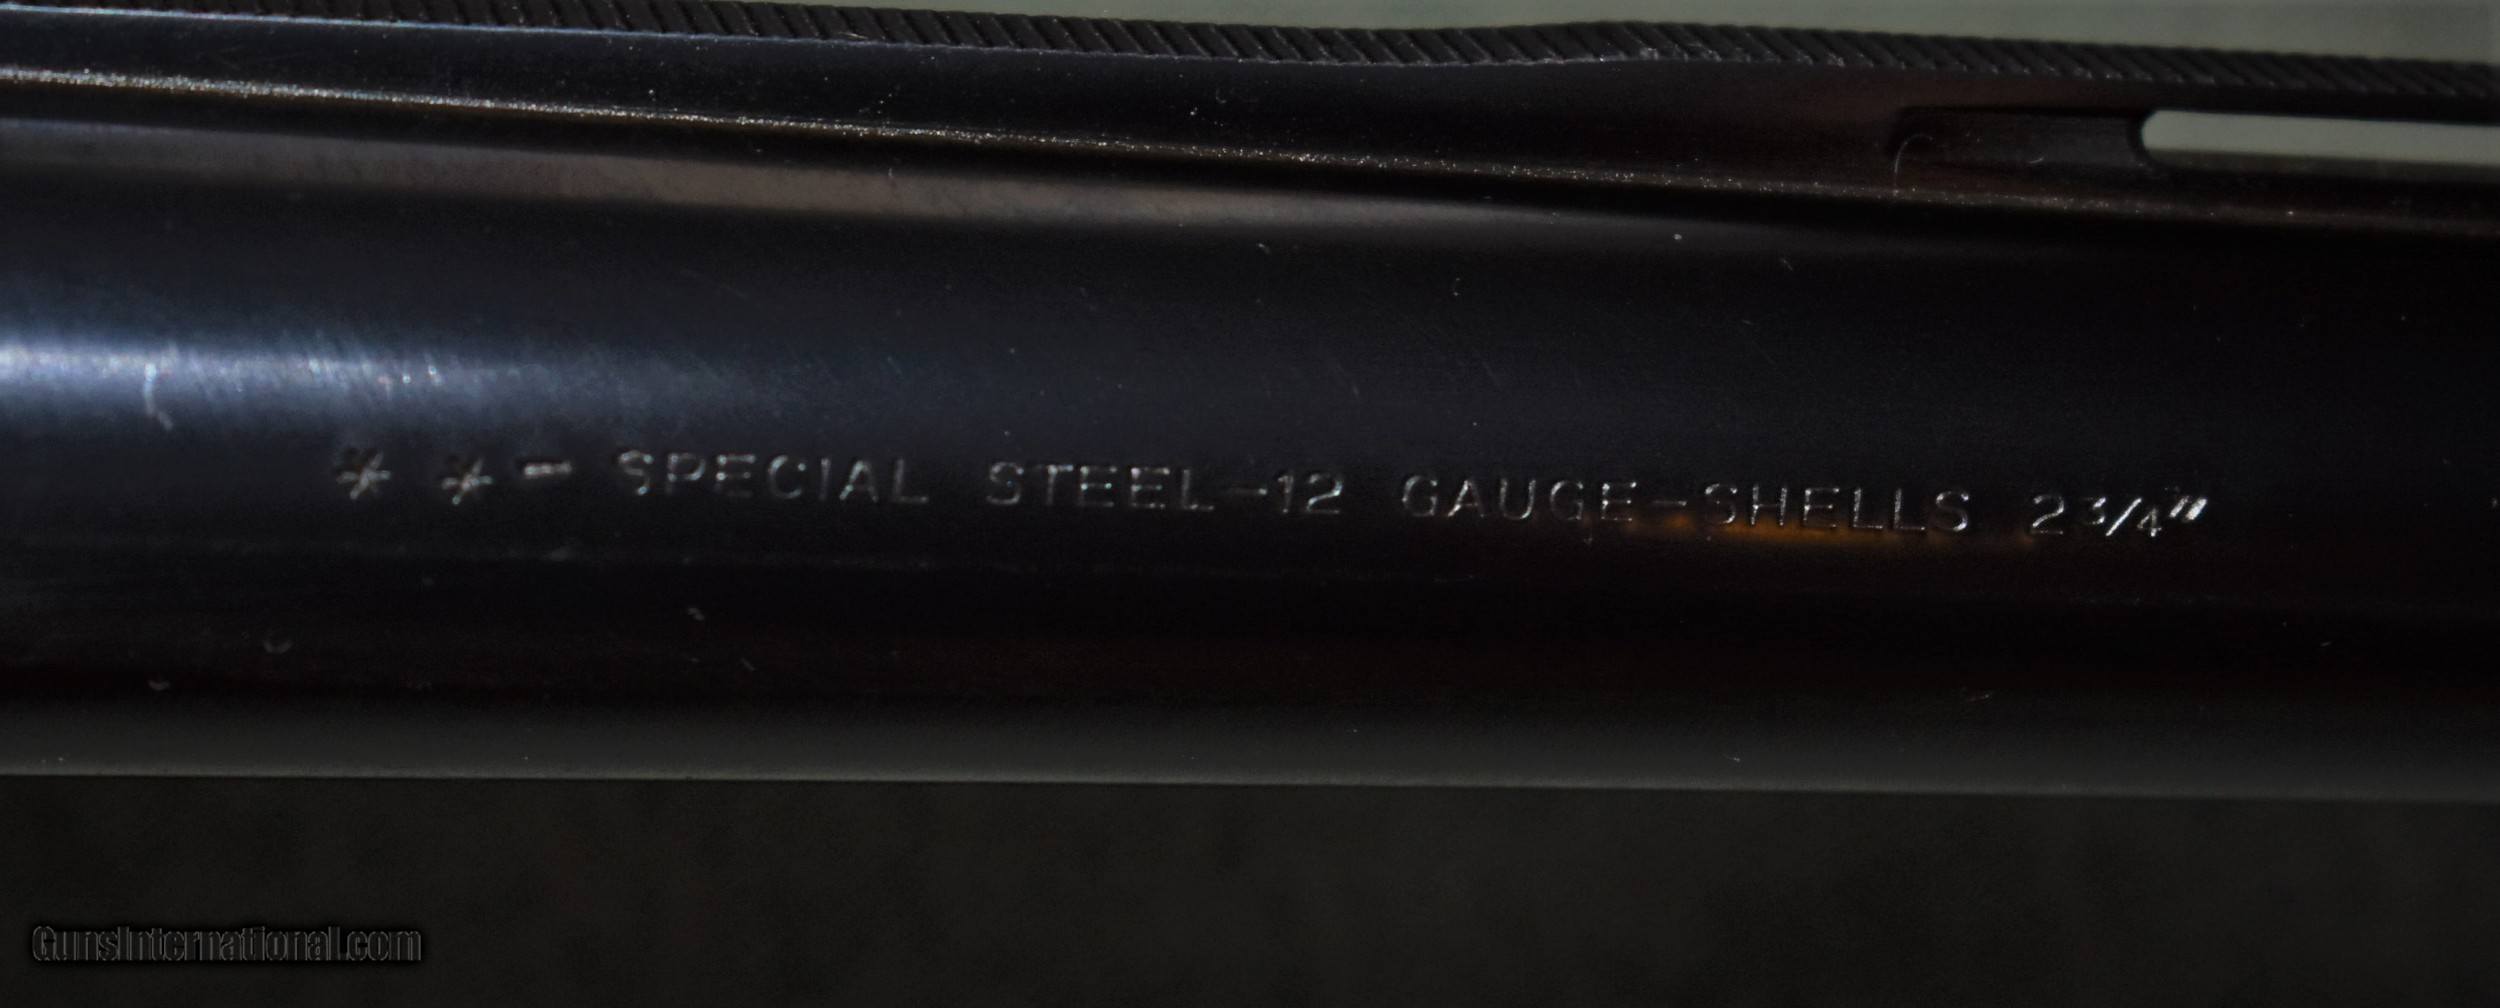 * *- SPECIAL STEEL-12 GAUGE-SHELLS 2 3/4"
GunsInternational.com